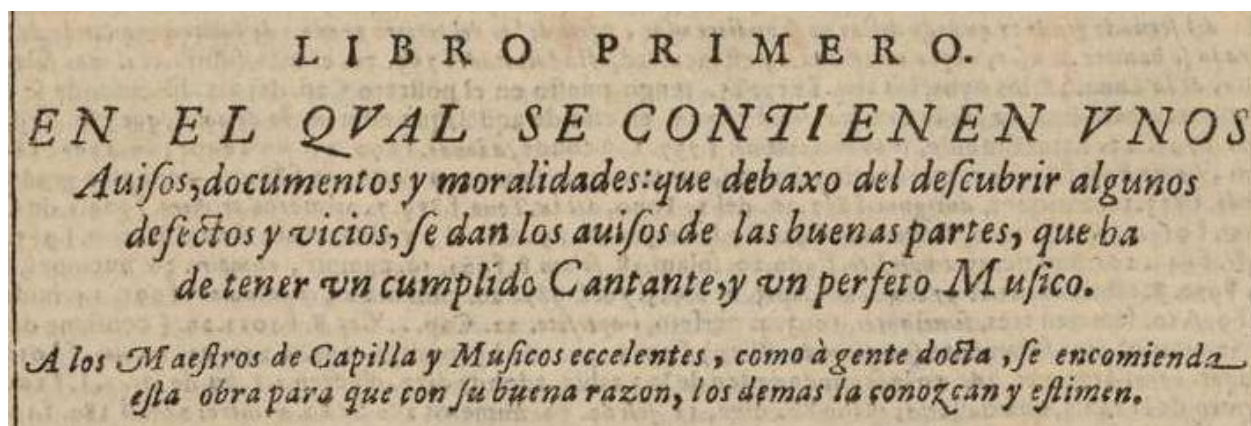 LIBRO PRIMERO.
EN EL QVAL SE CONTIENEN VNOS
Auiſos, documentos y moralidades: que debaxo del deſcubrir algunos
defectos y vicios, ſe dan los auiſos de las buenas partes, que ha
de tener vn cumplido Cantante, y vn perfeto Muſico.
A los Maeſtros de Capilla y Muſicos eccelentes, como à gente docta, ſe encomienda
eſta obra para que con ſu buena razon, los demas la conozcan y eſtimen.